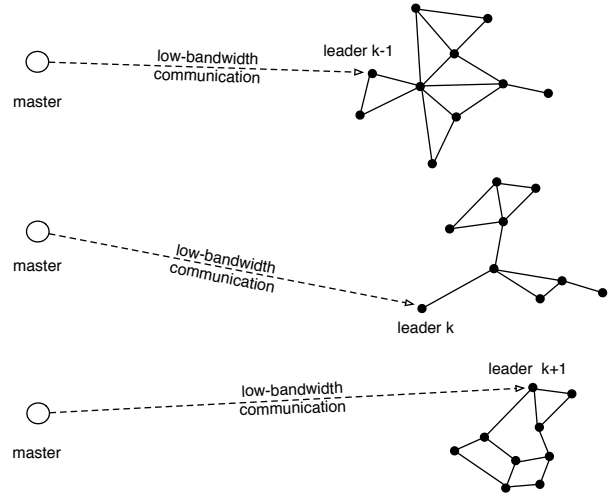 leader k-1
low-bandwidth
communication
master
low-bandwidth
communication
master
leader k
leader k+1
low-bandwidth
communication
master